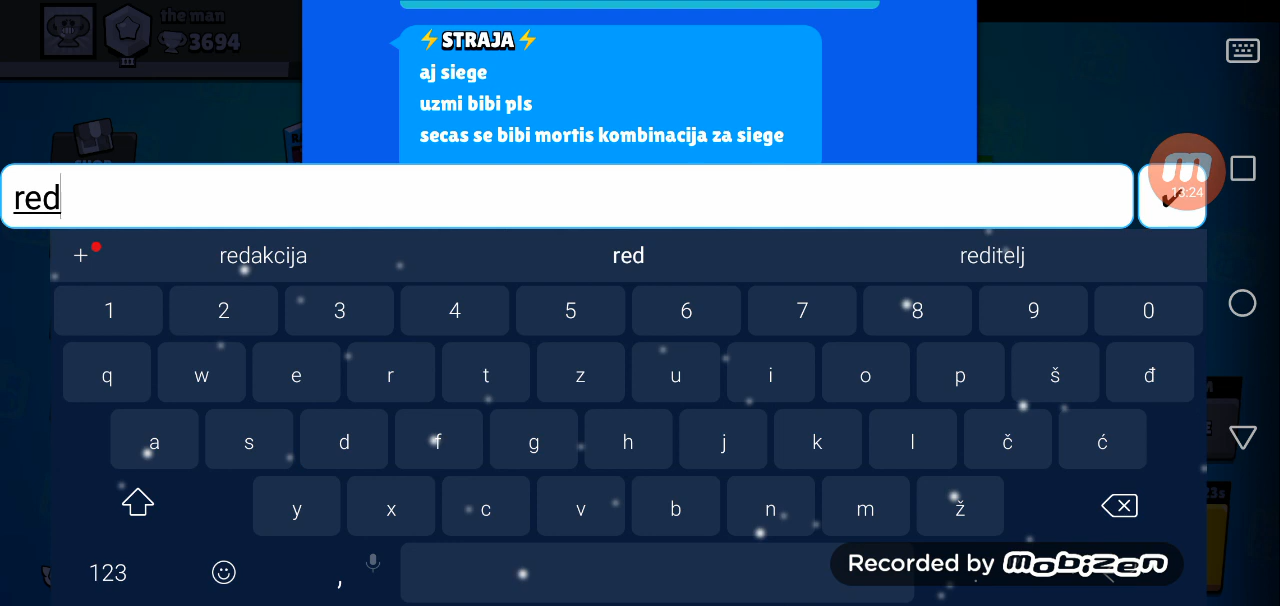 the man
3694
III
⚡STRAJA⚡
aj siege
uzmi bibi pls
secas se bibi mortis kombinacija za siege
red
13:24
redakcija red reditelj
1 2 3 4 5 6 7 8 9 0
q w e r t z u i o p š đ
a s d f g h j k l č ć
y x c v b n m ž
123 ,
Recorded by mobizen